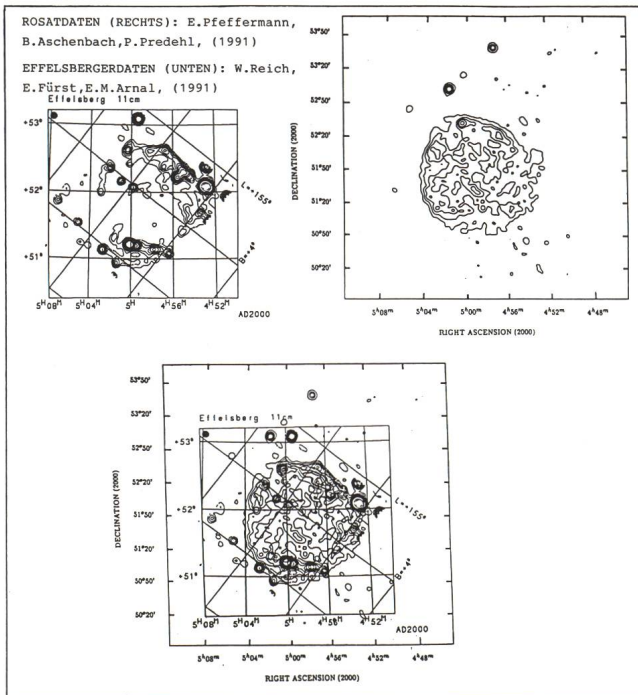 ROSATDATEN (RECHTS): E.Pfeffermann,
B.Aschenbach,P.Predehl, (1991)
EFFELSBERGERDATEN (UNTEN): W.Reich,
E.Fürst,E.M.Arnal, (1991)
Effelsberg 11cm
+53°
+52°
+51°
5ᴴ08ᴹ 5ᴴ04ᴹ 5ᴴ 4ᴴ56ᴹ 4ᴴ52ᴹ
AD2000
L=155°
B=4°
DECLINATION (2000)
53°50'
53°20'
52°50'
52°20'
51°50'
51°20'
50°50'
50°20'
5ʰ08ᵐ 5ʰ04ᵐ 5ʰ00ᵐ 4ʰ56ᵐ 4ʰ52ᵐ 4ʰ48ᵐ
RIGHT ASCENSION (2000)
DECLINATION (2000)
53°50'
53°20'
52°50'
52°20'
51°50'
51°20'
50°50'
50°20'
Effelsberg 11cm
+53°
+52°
+51°
5ᴴ08ᴹ 5ᴴ04ᴹ 5ᴴ 4ᴴ56ᴹ 4ᴴ52ᴹ
AD2000
L=155°
B=4°
5ʰ08ᵐ 5ʰ04ᵐ 5ʰ00ᵐ 4ʰ56ᵐ 4ʰ52ᵐ 4ʰ48ᵐ
RIGHT ASCENSION (2000)